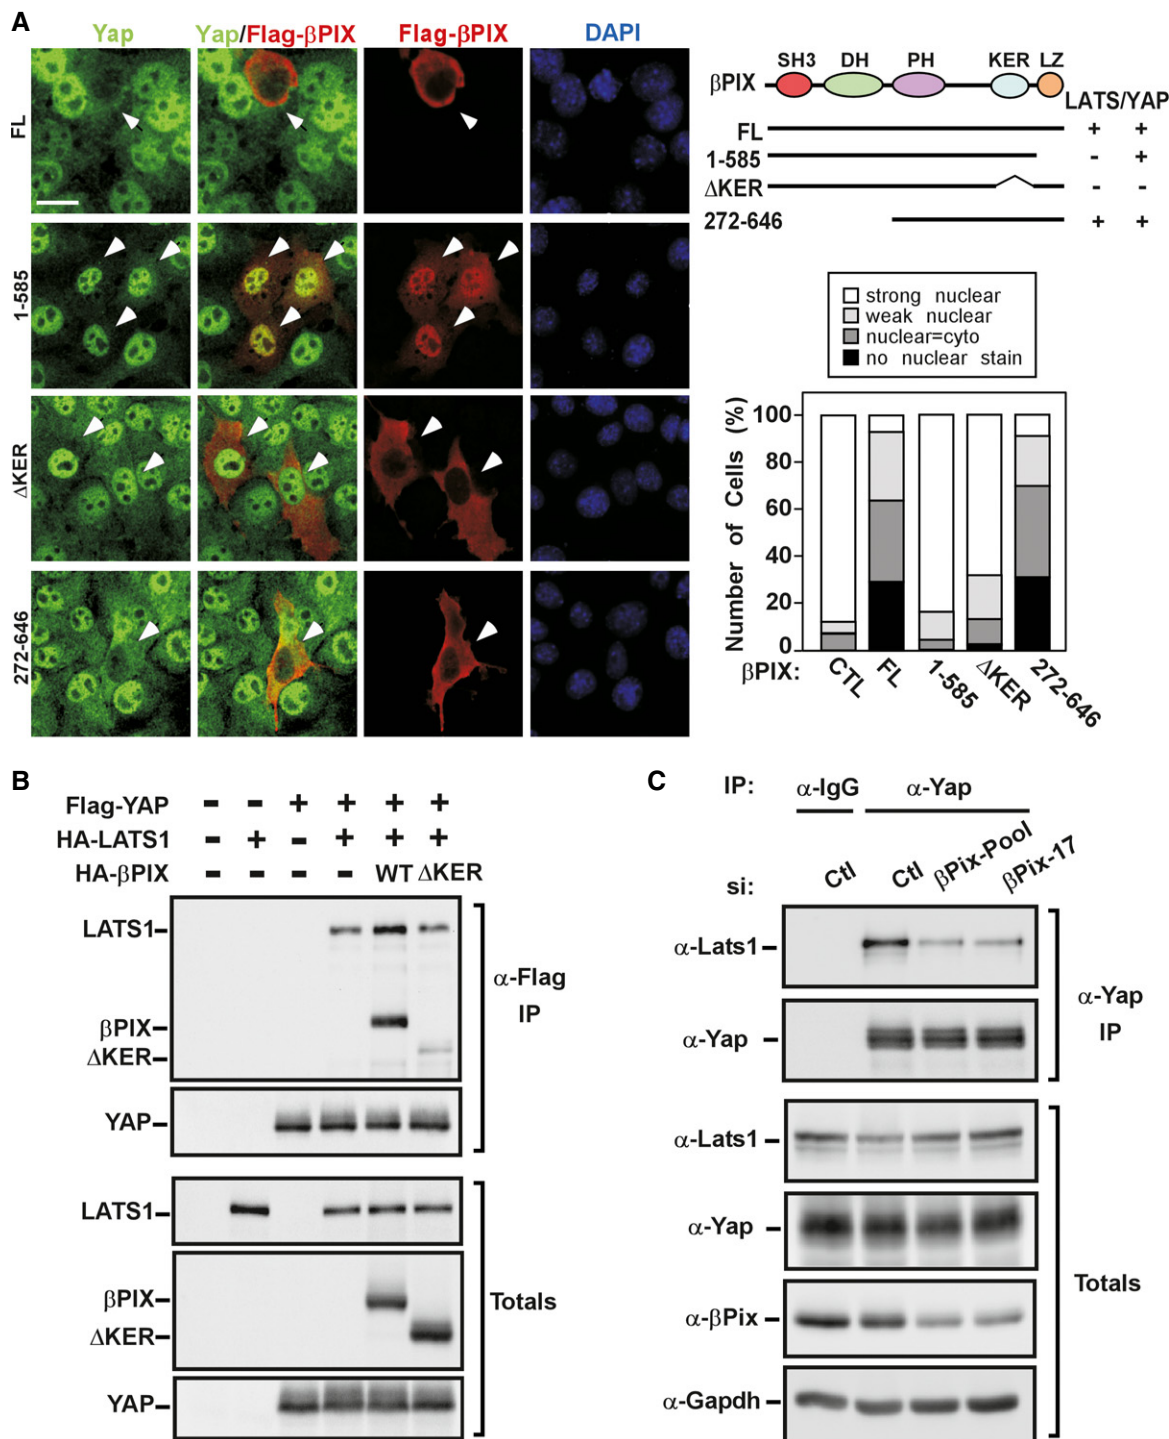 A
Yap
Yap/Flag-βPIX
Flag-βPIX
DAPI
FL
1-585
ΔKER
272-646
SH3 DH PH KER LZ
βPIX
LATS/YAP
FL + +
1-585 - +
ΔKER - -
272-646 + +
strong nuclear
weak nuclear
nuclear=cyto
no nuclear stain
Number of Cells (%)
100
80
60
40
20
0
βPIX: CTL FL 1-585 ΔKER 272-646
B
Flag-YAP - - + + + +
HA-LATS1 - + - + + +
HA-βPIX - - - - WT ΔKER
LATS1
βPIX
ΔKER
α-Flag
IP
YAP
LATS1
βPIX
ΔKER
Totals
YAP
C
IP: α-IgG α-Yap
si: Ctl Ctl βPix-Pool βPix-17
α-Lats1
α-Yap
α-Yap
IP
α-Lats1
α-Yap
α-βPix
α-Gapdh
Totals